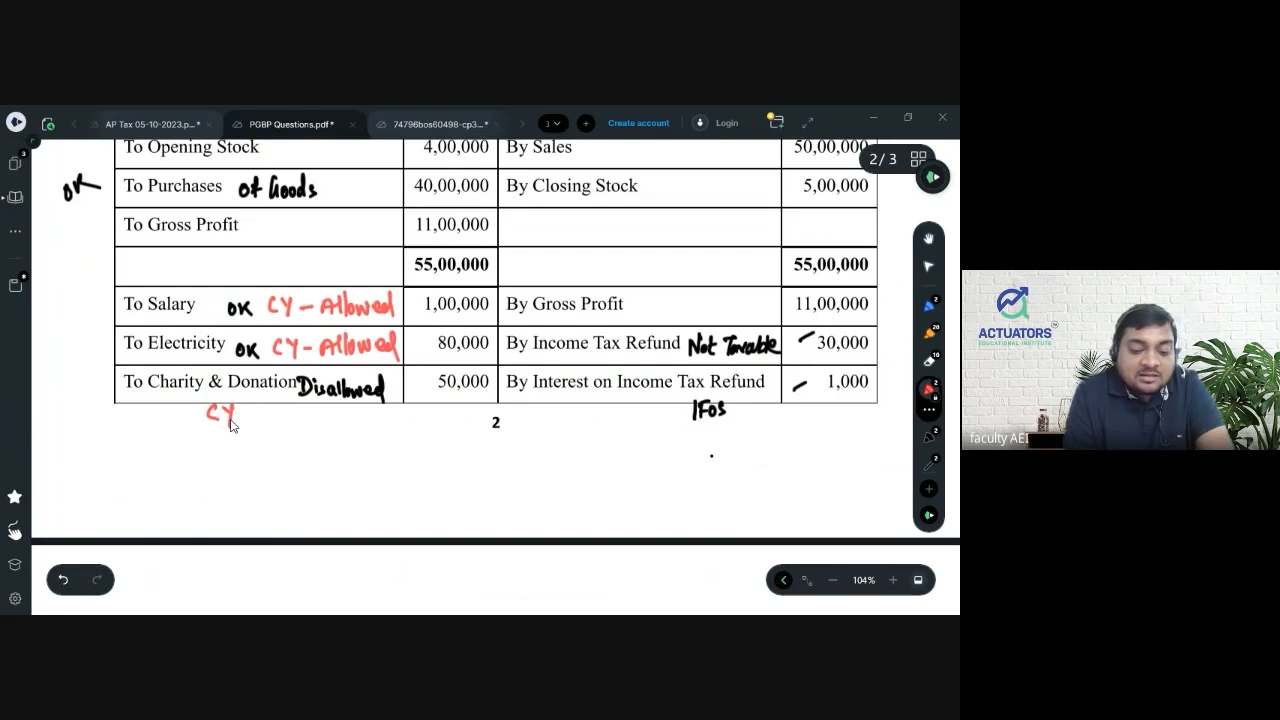 AP Tax 05-10-2023.p... *
PGBP Questions.pdf*
74796bos60498-cp3... *
3
Create account
Login
2 / 3
To Opening Stock 4,00,000 By Sales 50,00,000
OK To Purchases of Goods 40,00,000 By Closing Stock 5,00,000
To Gross Profit 11,00,000
55,00,000 55,00,000
To Salary OK CY - Allowed 1,00,000 By Gross Profit 11,00,000
To Electricity OK CY - Allowed 80,000 By Income Tax Refund Not Taxable 30,000
To Charity & Donation Disallowed 50,000 By Interest on Income Tax Refund 1,000
CY
IFOS
2
104%
ACTUATORS
EDUCATIONAL INSTITUTE
faculty AEI